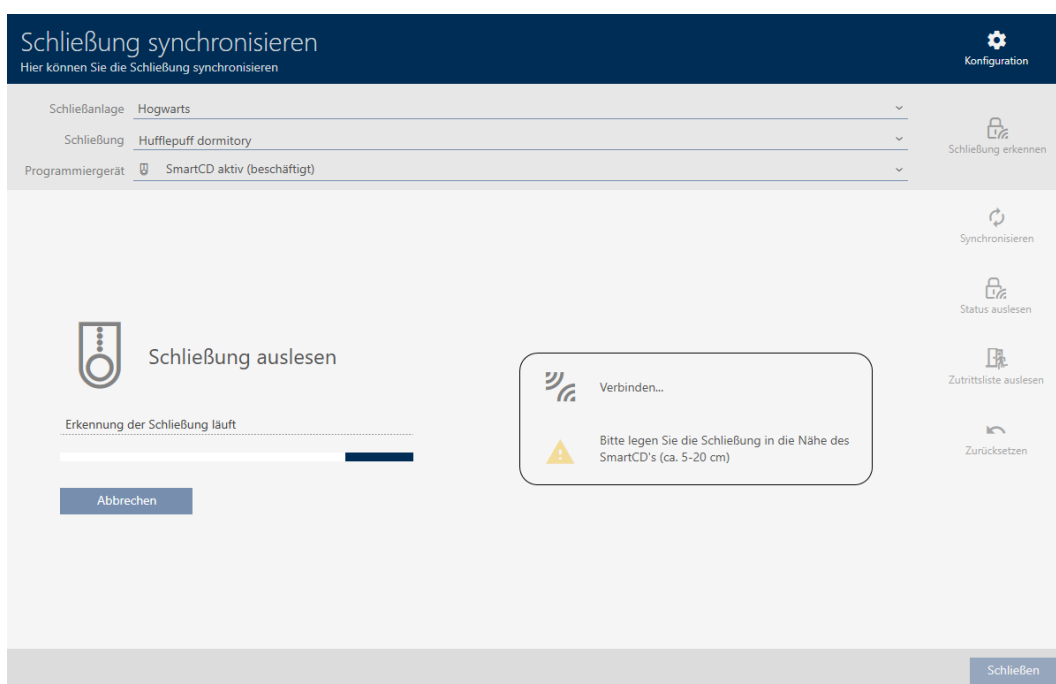 Schließung synchronisieren
Hier können Sie die Schließung synchronisieren
Konfiguration
Schließanlage Hogwarts
Schließung Hufflepuff dormitory
Programmiergerät SmartCD aktiv (beschäftigt)
Schließung erkennen
Synchronisieren
Status auslesen
Zutrittsliste auslesen
Zurücksetzen
Schließung auslesen
Erkennung der Schließung läuft
Abbrechen
Verbinden...
Bitte legen Sie die Schließung in die Nähe des
SmartCD's (ca. 5-20 cm)
Schließen